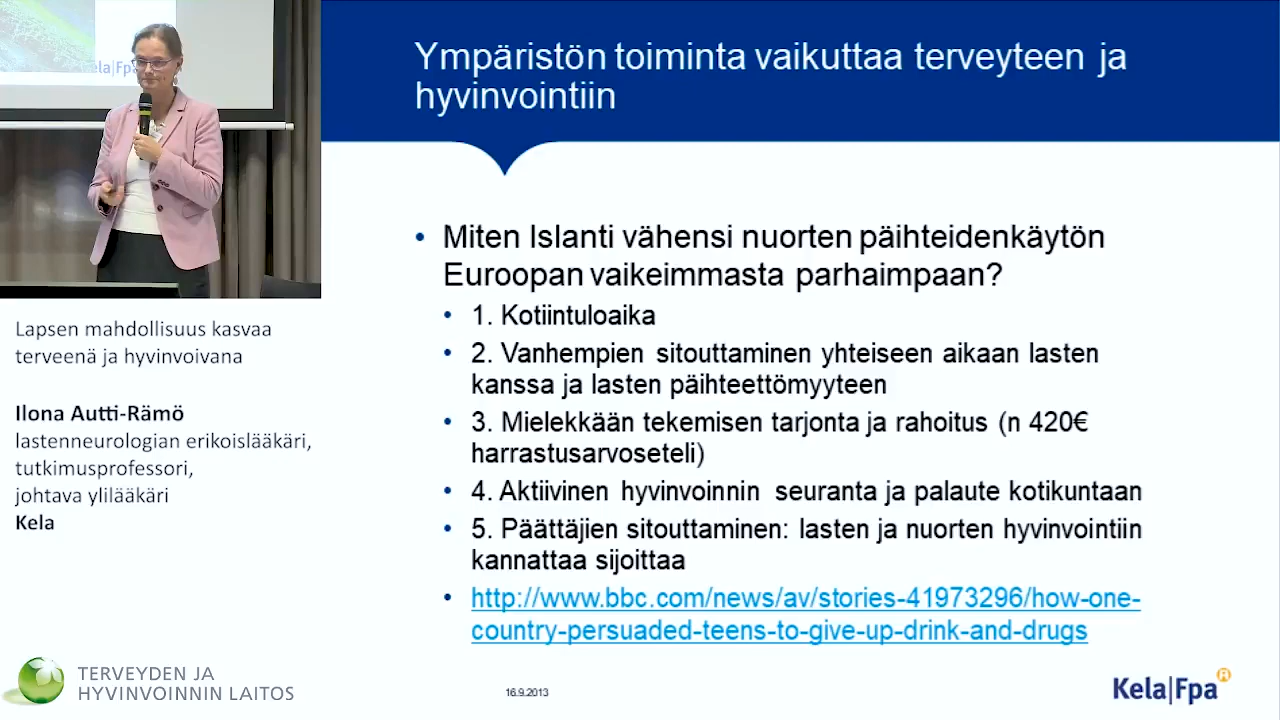 ela|Fpa
Ympäristön toiminta vaikuttaa terveyteen ja
hyvinvointiin
• Miten Islanti vähensi nuorten päihteidenkäytön
Euroopan vaikeimmasta parhaimpaan?
• 1. Kotiintuloaika
• 2. Vanhempien sitouttaminen yhteiseen aikaan lasten
kanssa ja lasten päihteettömyyteen
• 3. Mielekkään tekemisen tarjonta ja rahoitus (n 420€
harrastusarvoseteli)
• 4. Aktiivinen hyvinvoinnin seuranta ja palaute kotikuntaan
• 5. Päättäjien sitouttaminen: lasten ja nuorten hyvinvointiin
kannattaa sijoittaa
• http://www.bbc.com/news/av/stories-41973296/how-one-
country-persuaded-teens-to-give-up-drink-and-drugs
16.9.2013
Kela|Fpa
Lapsen mahdollisuus kasvaa
terveenä ja hyvinvoivana
Ilona Autti-Rämö
lastenneurologian erikoislääkäri,
tutkimusprofessori,
johtava ylilääkäri
Kela
TERVEYDEN JA
HYVINVOINNIN LAITOS